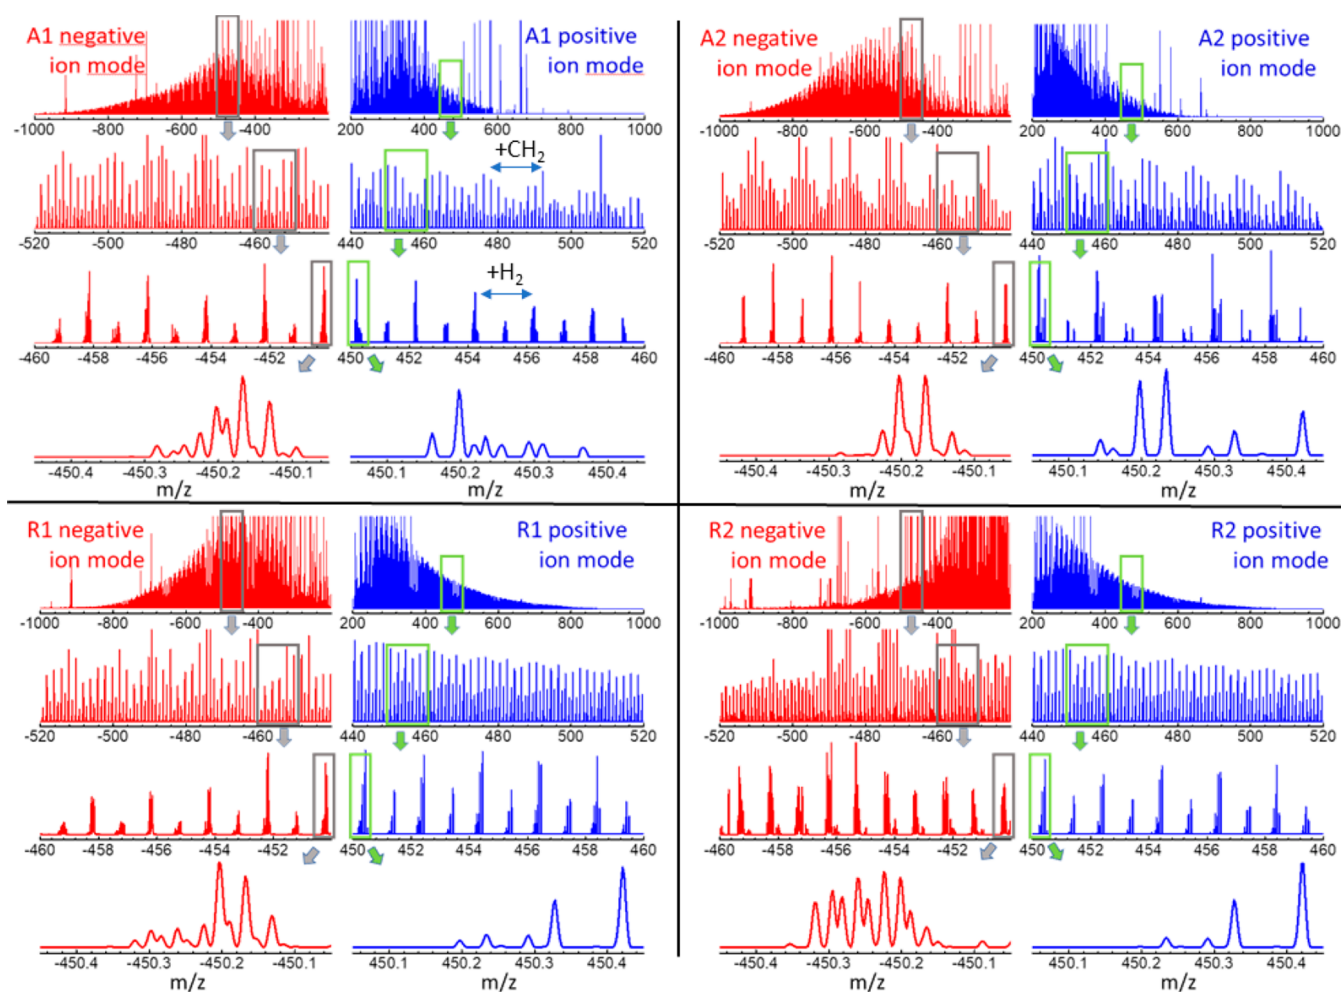 A1 negative
ion mode
A1 positive
ion mode
-1000 -800 -600 -400
200 400 600 800 1000
+CH2
-520 -500 -480 -460
440 460 480 500 520
+H2
-460 -458 -456 -454 -452
450 452 454 456 458 460
-450.4 -450.3 -450.2 -450.1
450.1 450.2 450.3 450.4
m/z m/z
A2 negative
ion mode
A2 positive
ion mode
-1000 -800 -600 -400
200 400 600 800 1000
-520 -500 -480 -460
440 460 480 500 520
-460 -458 -456 -454 -452
450 452 454 456 458 460
-450.4 -450.3 -450.2 -450.1
450.1 450.2 450.3 450.4
m/z m/z
R1 negative
ion mode
R1 positive
ion mode
-1000 -800 -600 -400
200 400 600 800 1000
-520 -500 -480 -460
440 460 480 500 520
-460 -458 -456 -454 -452
450 452 454 456 458 460
-450.4 -450.3 -450.2 -450.1
450.1 450.2 450.3 450.4
m/z m/z
R2 negative
ion mode
R2 positive
ion mode
-1000 -800 -600 -400
200 400 600 800 1000
-520 -500 -480 -460
440 460 480 500 520
-460 -458 -456 -454 -452
450 452 454 456 458 460
-450.4 -450.3 -450.2 -450.1
450.1 450.2 450.3 450.4
m/z m/z